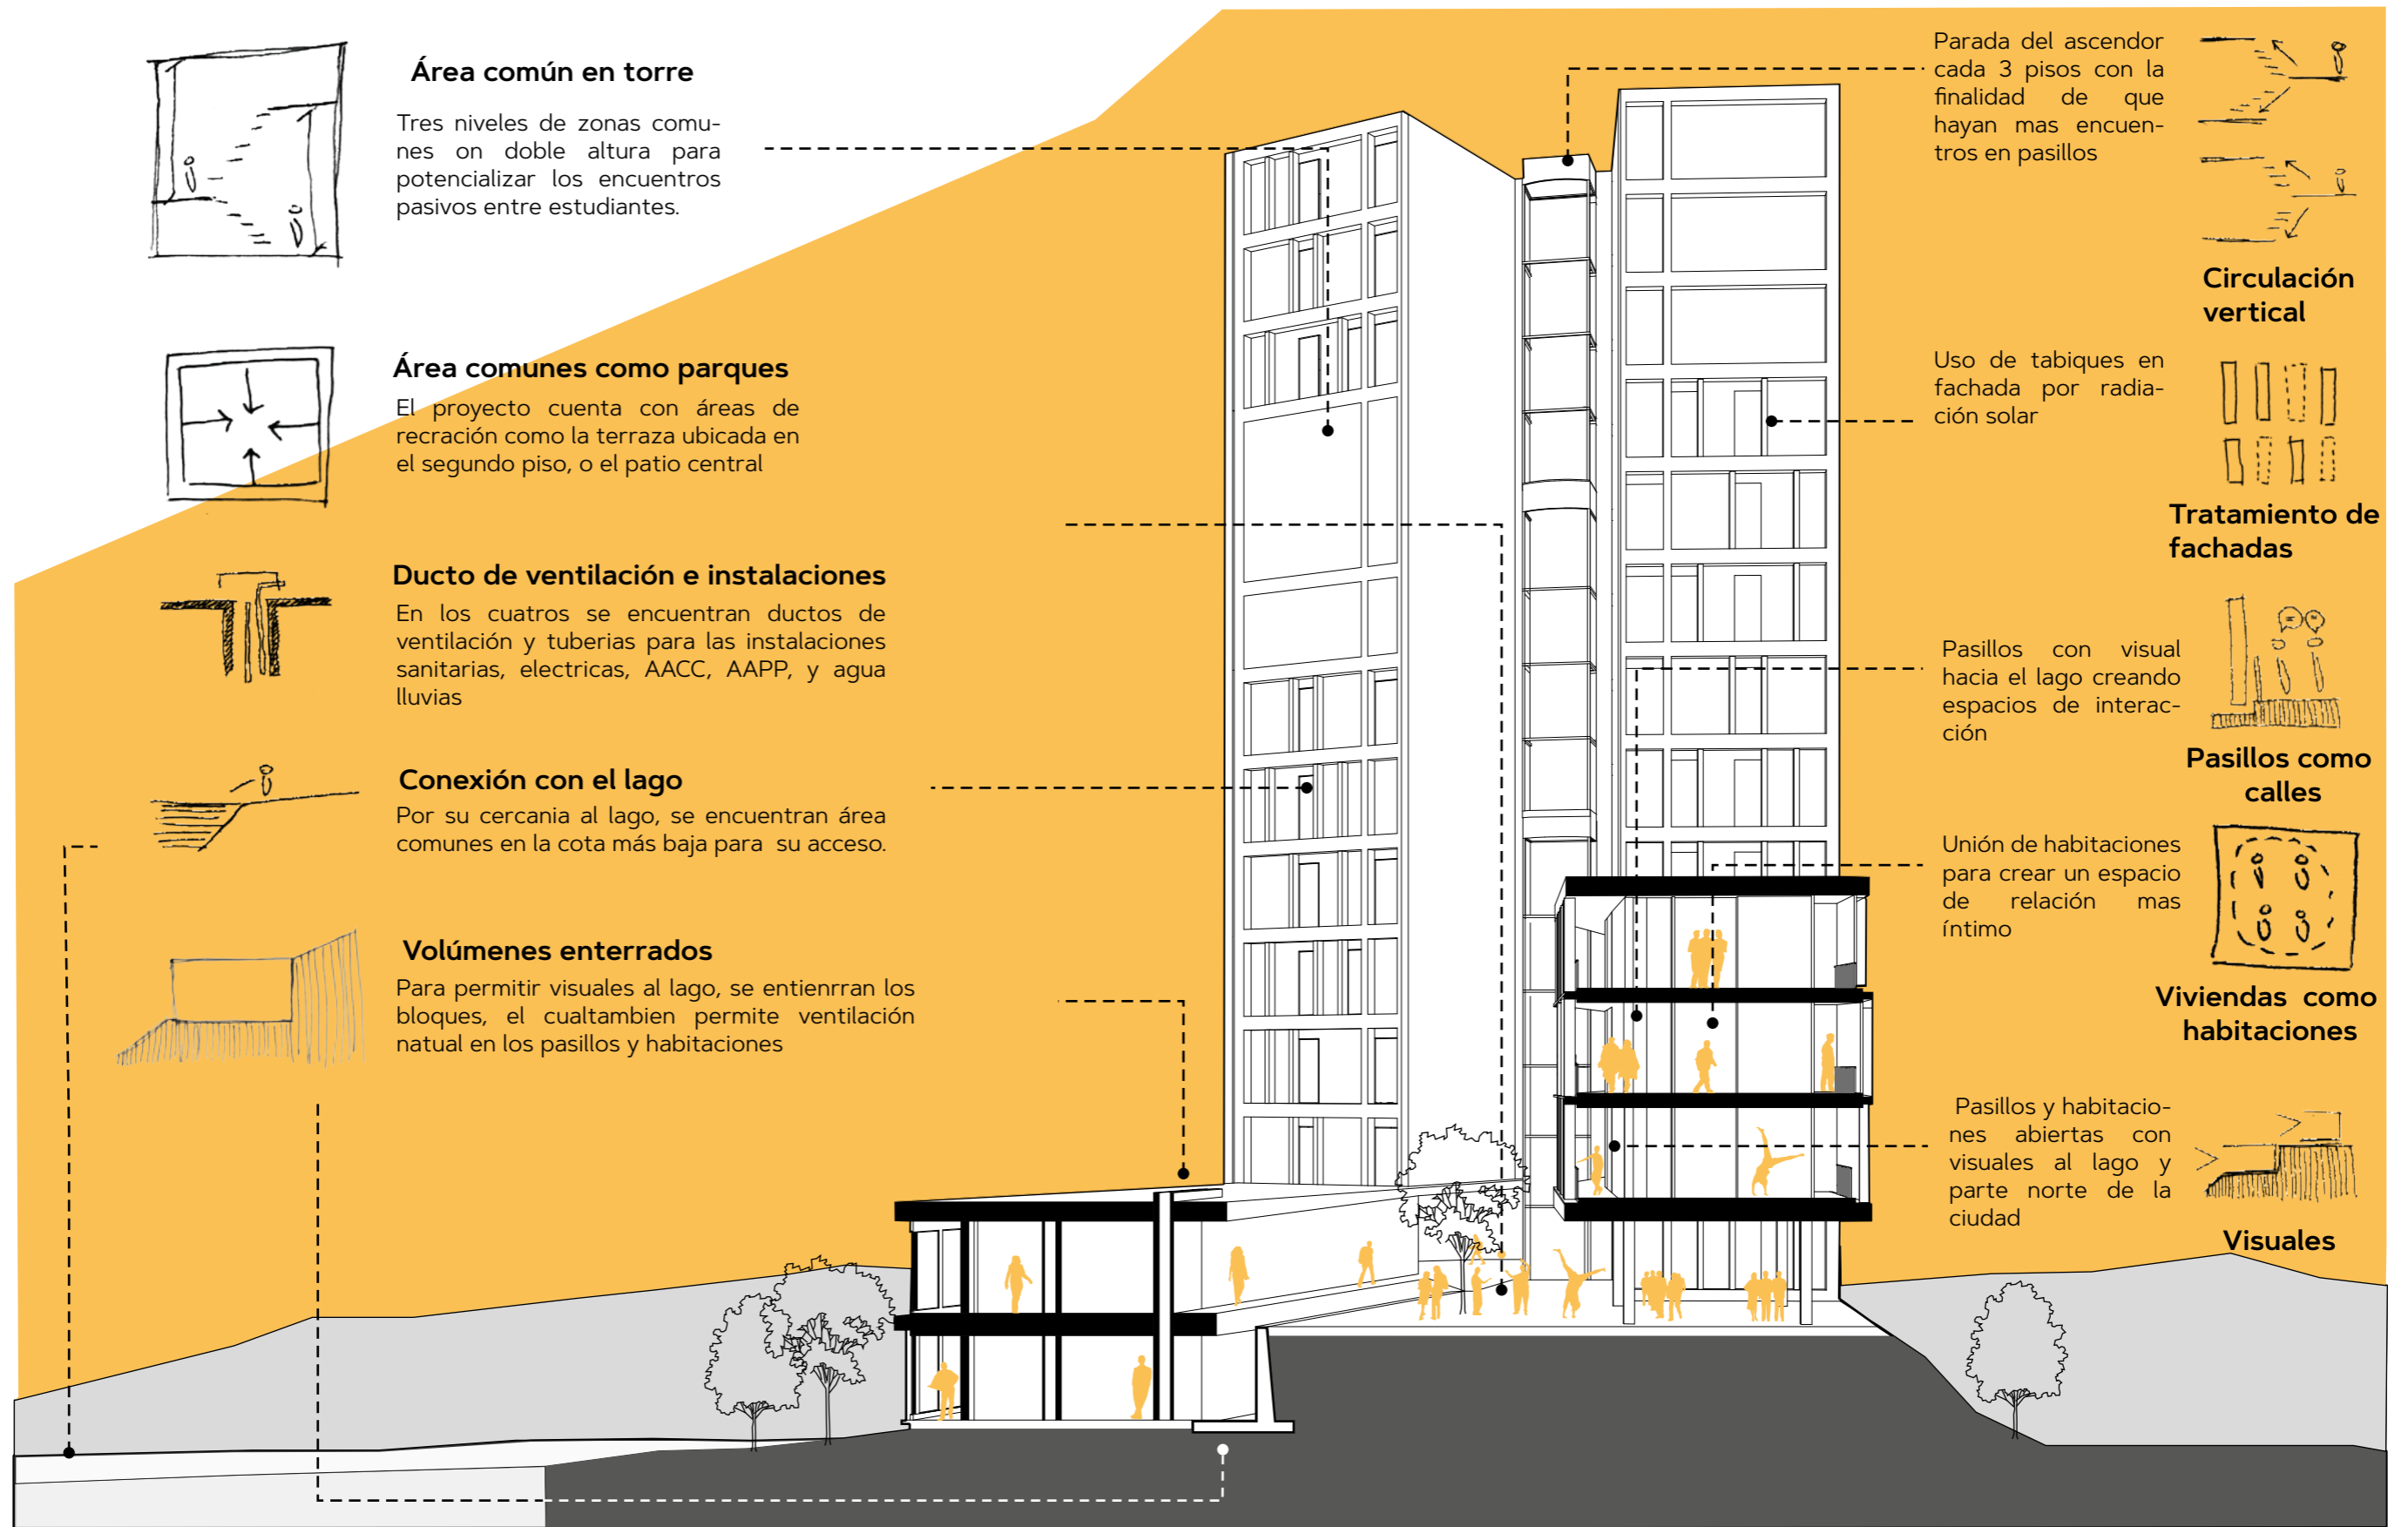 Área común en torre
Tres niveles de zonas comu-
nes on doble altura para
potencializar los encuentros
pasivos entre estudiantes.
Área comunes como parques
El proyecto cuenta con áreas de
recración como la terraza ubicada en
el segundo piso, o el patio central
Ducto de ventilación e instalaciones
En los cuatros se encuentran ductos de
ventilación y tuberias para las instalaciones
sanitarias, electricas, AACC, AAPP, y agua
lluvias
Conexión con el lago
Por su cercania al lago, se encuentran área
comunes en la cota más baja para su acceso.
Volúmenes enterrados
Para permitir visuales al lago, se entienrran los
bloques, el cualtambien permite ventilación
natual en los pasillos y habitaciones
Parada del ascendor
cada 3 pisos con la
finalidad de que
hayan mas encuen-
tros en pasillos
Circulación
vertical
Uso de tabiques en
fachada por radia-
ción solar
Tratamiento de
fachadas
Pasillos con visual
hacia el lago creando
espacios de interac-
ción
Pasillos como
calles
Unión de habitaciones
para crear un espacio
de relación mas
íntimo
Viviendas como
habitaciones
Pasillos y habitacio-
nes abiertas con
visuales al lago y
parte norte de la
ciudad
Visuales